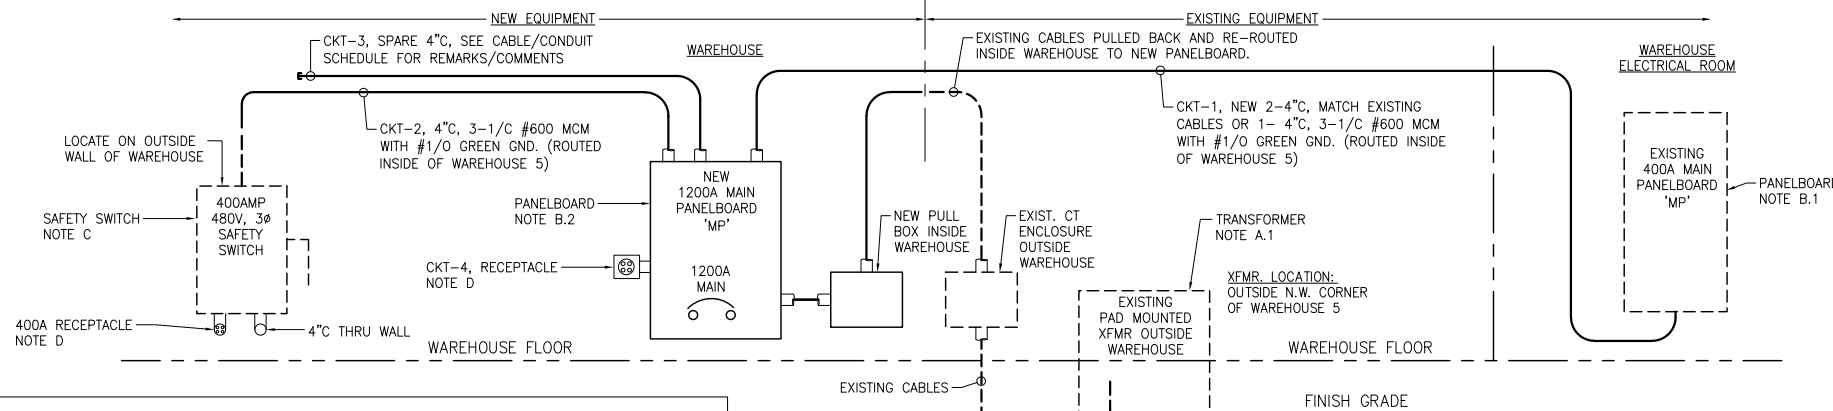 NEW EQUIPMENT
EXISTING EQUIPMENT
CKT-3, SPARE 4"C, SEE CABLE/CONDUIT
SCHEDULE FOR REMARKS/COMMENTS
WAREHOUSE
EXISTING CABLES PULLED BACK AND RE-ROUTED
INSIDE WAREHOUSE TO NEW PANELBOARD.
WAREHOUSE
ELECTRICAL ROOM
LOCATE ON OUTSIDE
WALL OF WAREHOUSE
CKT-2, 4"C, 3-1/C #600 MCM
WITH #1/0 GREEN GND. (ROUTED
INSIDE OF WAREHOUSE 5)
CKT-1, NEW 2-4"C, MATCH EXISTING
CABLES OR 1- 4"C, 3-1/C #600 MCM
WITH #1/0 GREEN GND. (ROUTED INSIDE
OF WAREHOUSE 5)
SAFETY SWITCH
NOTE C
400AMP
480V, 3ø
SAFETY
SWITCH
PANELBOARD
NOTE B.2
NEW
1200A MAIN
PANELBOARD
'MP'
1200A
MAIN
CKT-4, RECEPTACLE
NOTE D
NEW PULL
BOX INSIDE
WAREHOUSE
EXIST. CT
ENCLOSURE
OUTSIDE
WAREHOUSE
TRANSFORMER
NOTE A.1
XFMR. LOCATION:
OUTSIDE N.W. CORNER
OF WAREHOUSE 5
EXISTING
PAD MOUNTED
XFMR OUTSIDE
WAREHOUSE
EXISTING
400A MAIN
PANELBOARD
'MP'
PANELBOARD
NOTE B.1
400A RECEPTACLE
NOTE D
4"C THRU WALL
WAREHOUSE FLOOR
WAREHOUSE FLOOR
EXISTING CABLES
FINISH GRADE